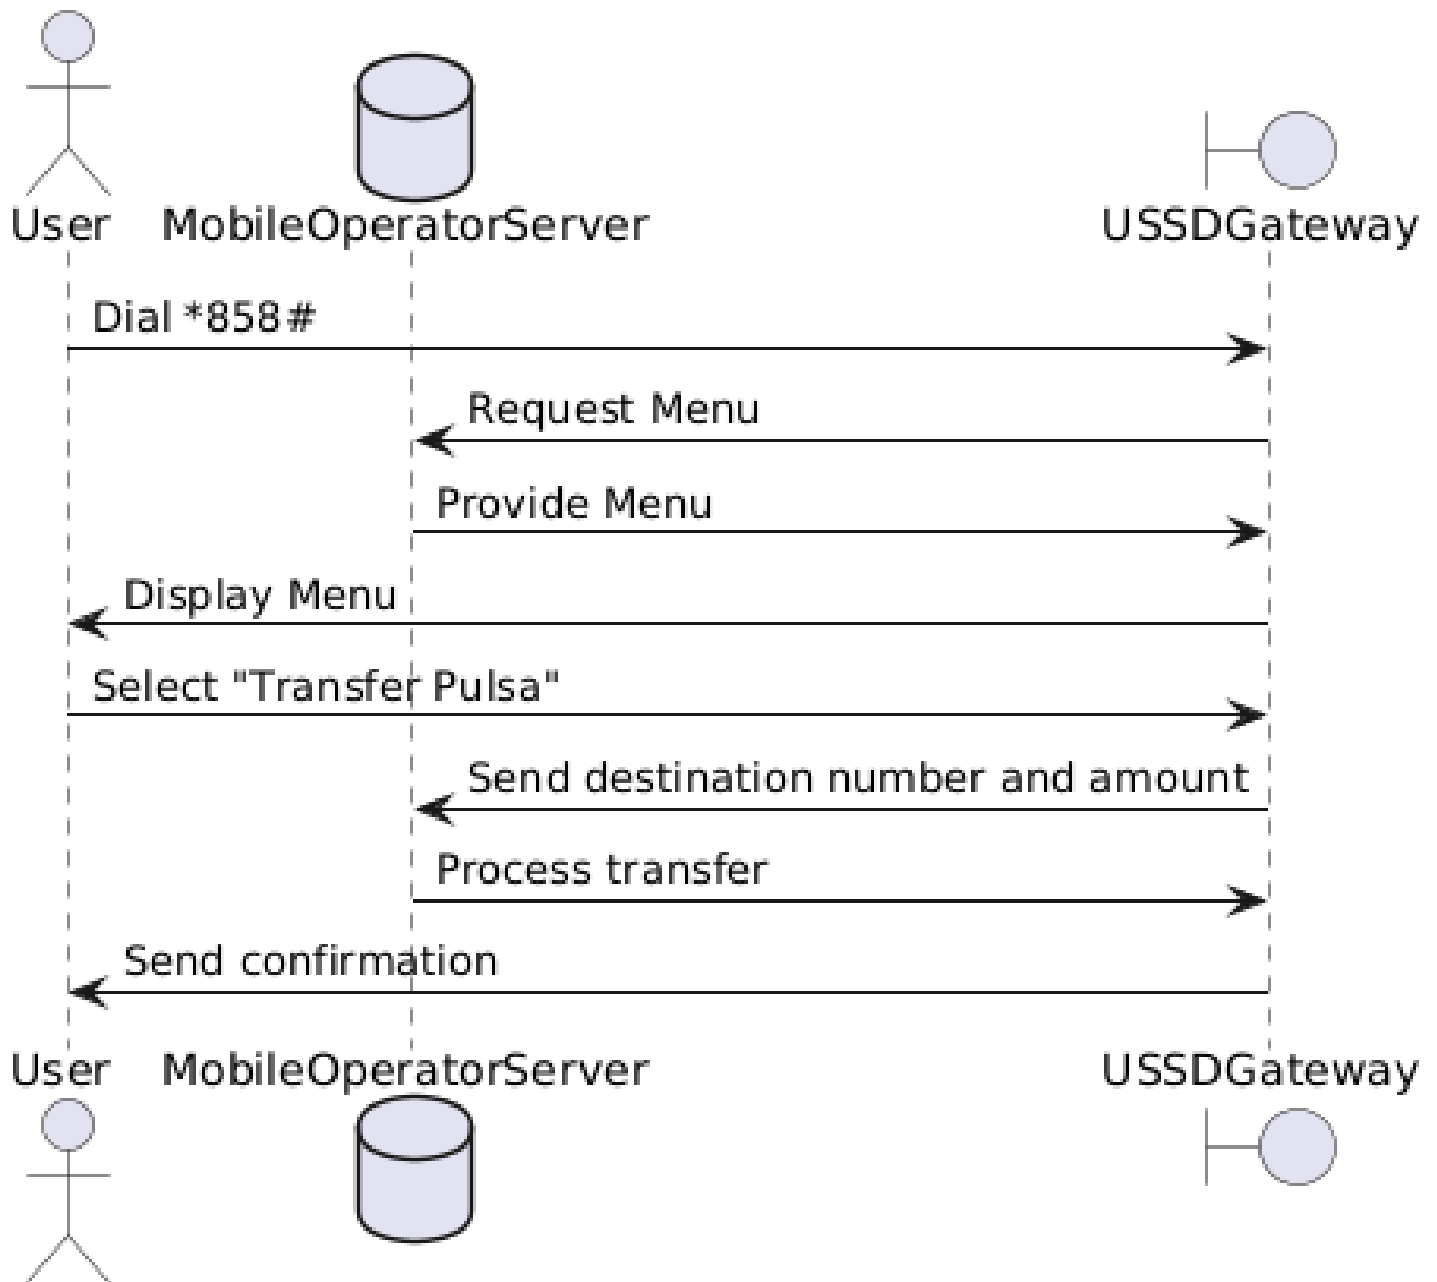 User MobileOperatorServer USSDGateway
Dial *858#
Request Menu
Provide Menu
Display Menu
Select "Transfer Pulsa"
Send destination number and amount
Process transfer
Send confirmation
User MobileOperatorServer USSDGateway